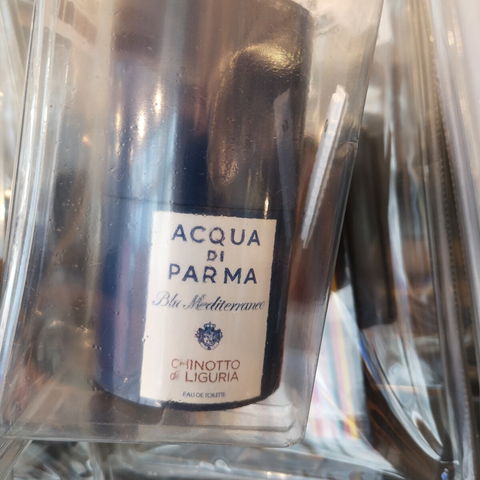 ACQUA
DI
PARMA
Blu Mediterraneo
CHINOTTO
di LIGURIA
EAU DE TOILETTE